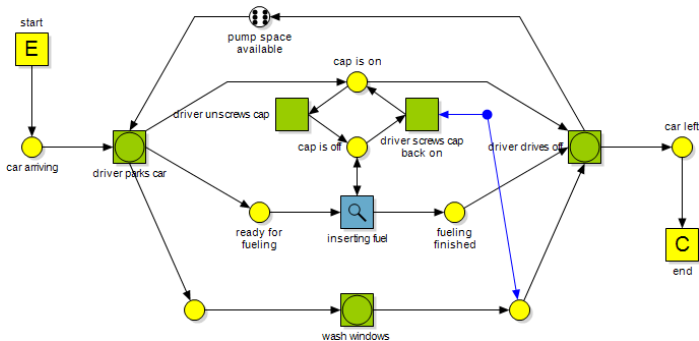 start
E
pump space
available
cap is on
driver unscrews cap
cap is off
driver screws cap
back on
driver drives off
car left
car arriving
driver parks car
ready for
fueling
inserting fuel
fueling
finished
C
end
wash windows